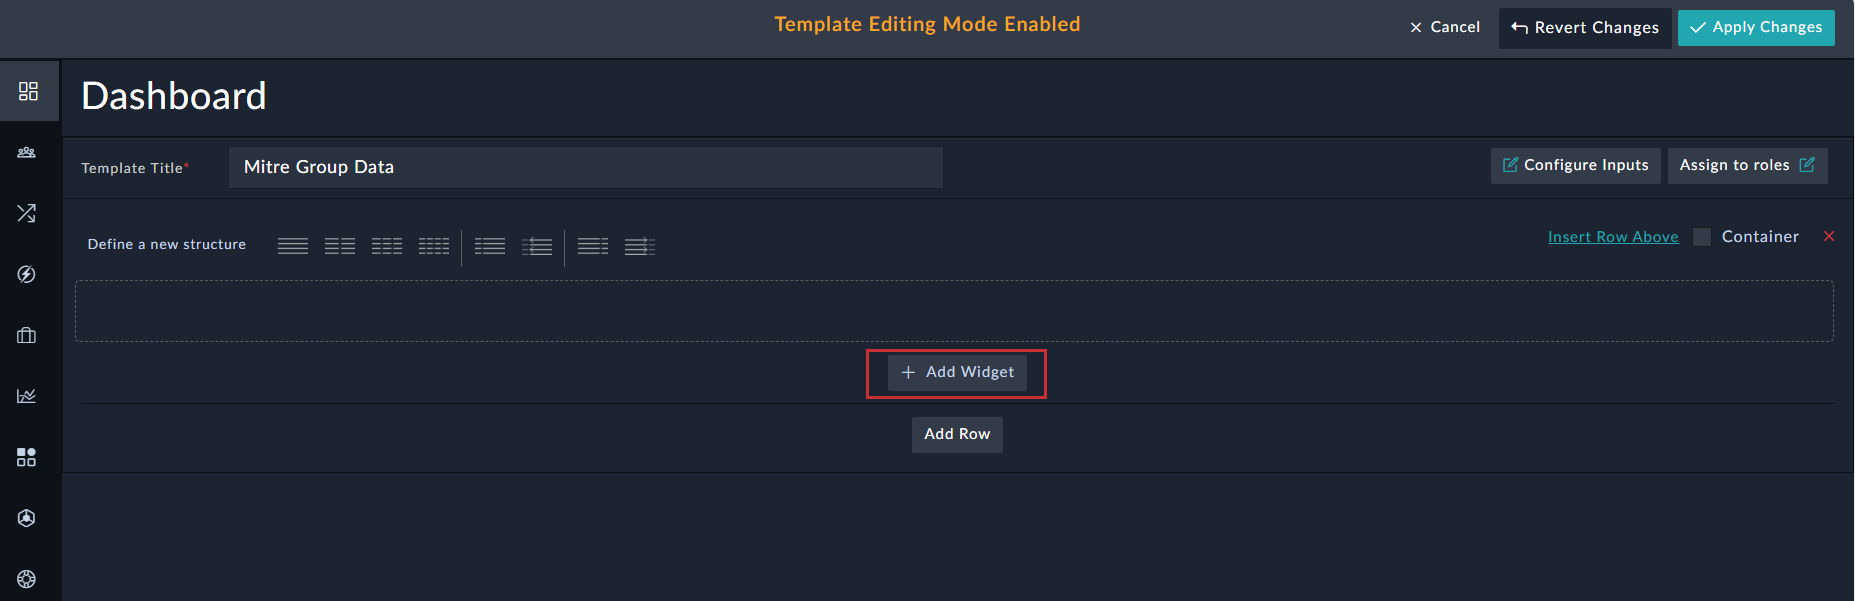 Template Editing Mode Enabled
Cancel
Revert Changes
Apply Changes
Dashboard
Template Title*
Mitre Group Data
Configure Inputs
Assign to roles
Define a new structure
Insert Row Above
Container
Add Widget
Add Row